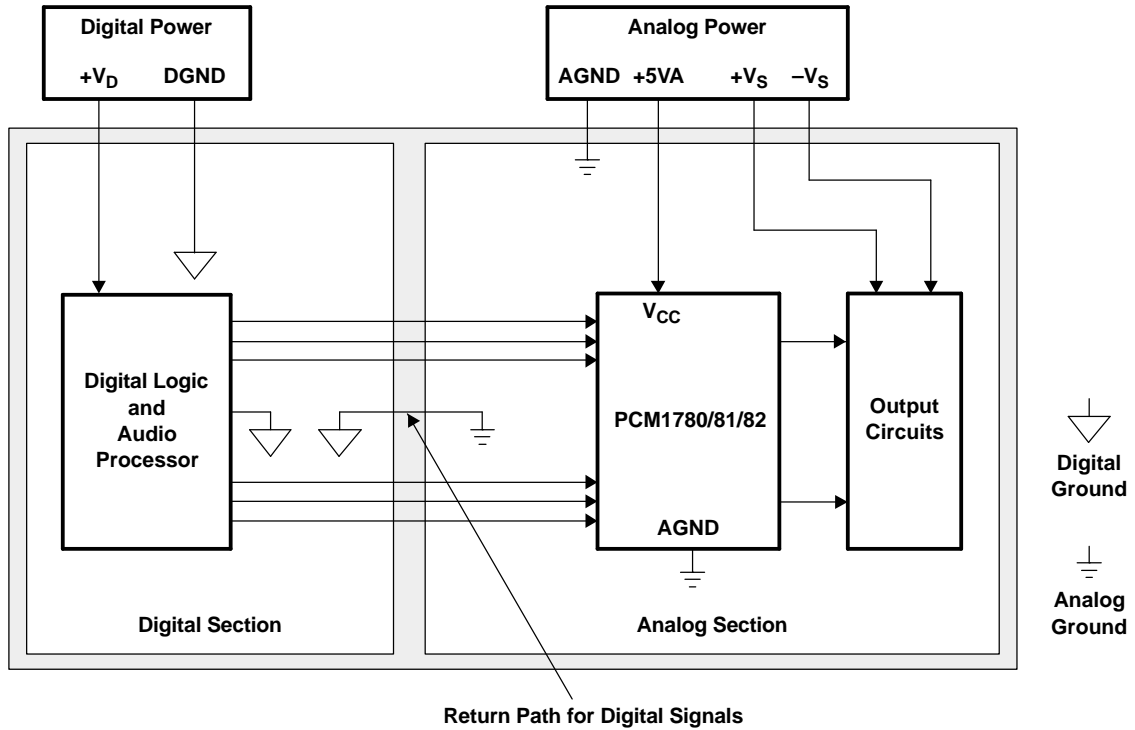 Digital Power
+VD DGND
Analog Power
AGND +5VA +VS –VS
Digital Logic
and
Audio
Processor
VCC
PCM1780/81/82
AGND
Output
Circuits
Digital
Ground
Analog
Ground
Digital Section
Analog Section
Return Path for Digital Signals